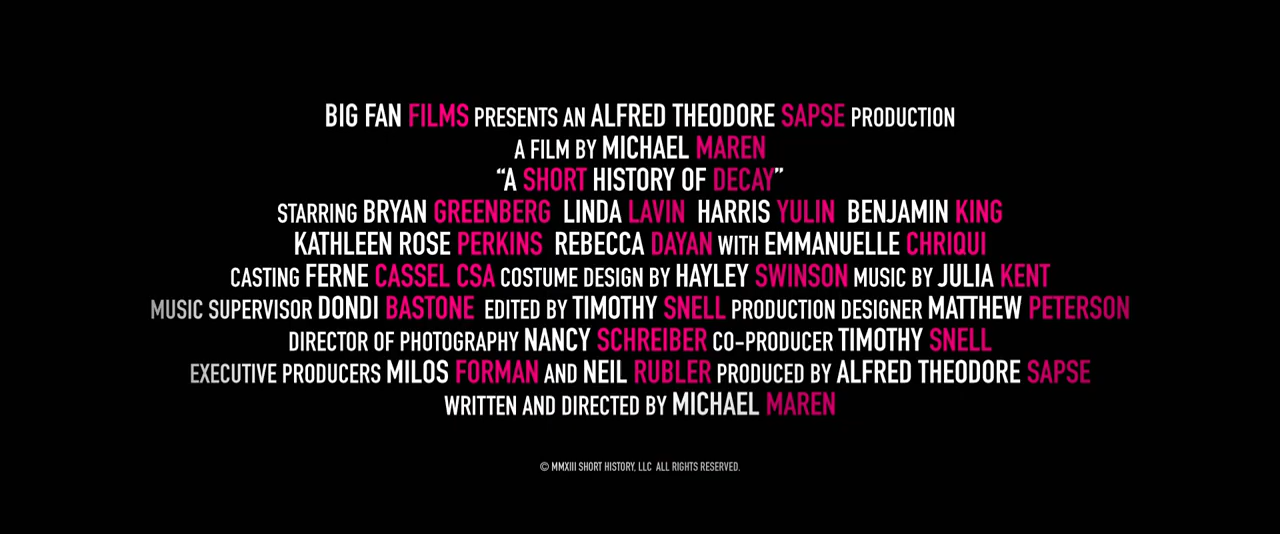 BIG FAN FILMS PRESENTS AN ALFRED THEODORE SAPSE PRODUCTION
A FILM BY MICHAEL MAREN
“A SHORT HISTORY OF DECAY”
STARRING BRYAN GREENBERG LINDA LAVIN HARRIS YULIN BENJAMIN KING
KATHLEEN ROSE PERKINS REBECCA DAYAN WITH EMMANUELLE CHRIQUI
CASTING FERNE CASSEL CSA COSTUME DESIGN BY HAYLEY SWINSON MUSIC BY JULIA KENT
MUSIC SUPERVISOR DONDI BASTONE EDITED BY TIMOTHY SNELL PRODUCTION DESIGNER MATTHEW PETERSON
DIRECTOR OF PHOTOGRAPHY NANCY SCHREIBER CO-PRODUCER TIMOTHY SNELL
EXECUTIVE PRODUCERS MILOS FORMAN AND NEIL RUBLER PRODUCED BY ALFRED THEODORE SAPSE
WRITTEN AND DIRECTED BY MICHAEL MAREN
© MMXIII SHORT HISTORY, LLC ALL RIGHTS RESERVED.